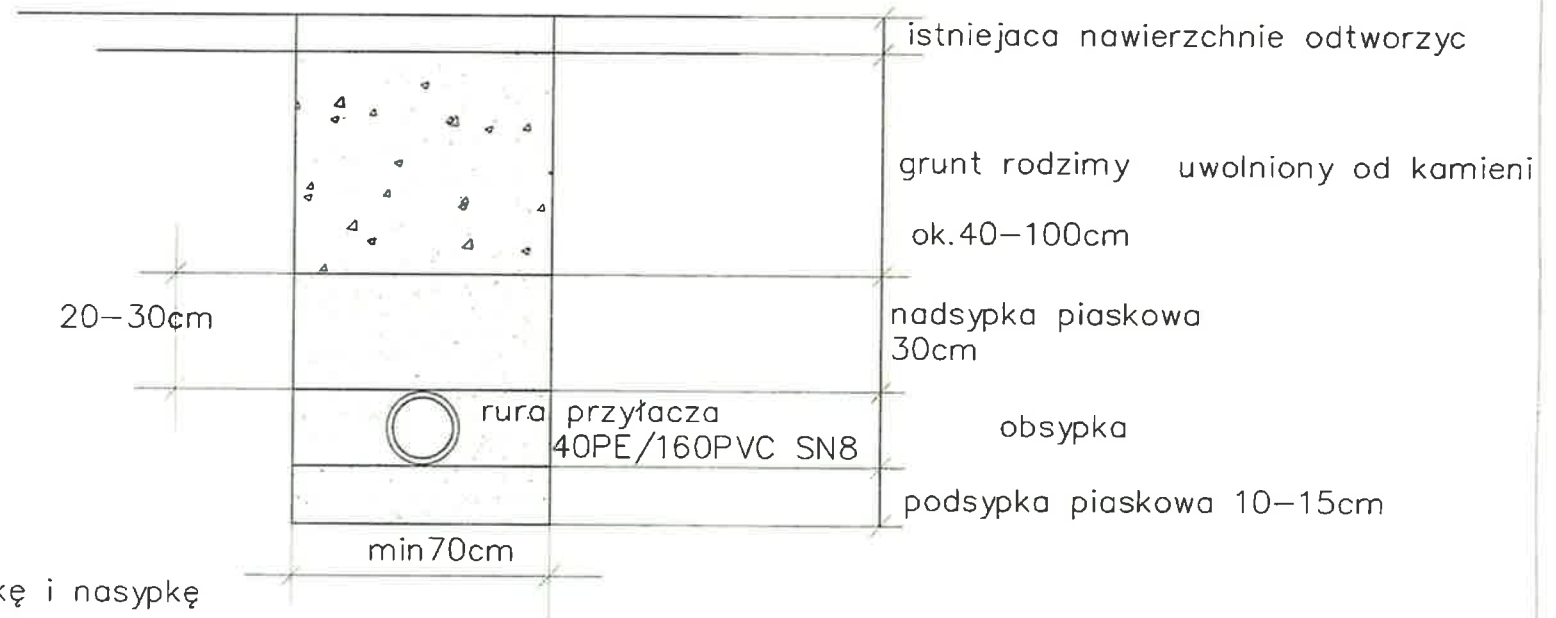 istniejaca nawierzchnie odtworzyc
grunt rodzimy uwolniony od kamieni
ok.40-100cm
20-30cm
nadsypka piaskowa
30cm
rura przyłacza
40PE/160PVC SN8
obsypka
podsypka piaskowa 10-15cm
min70cm
i nasypkę